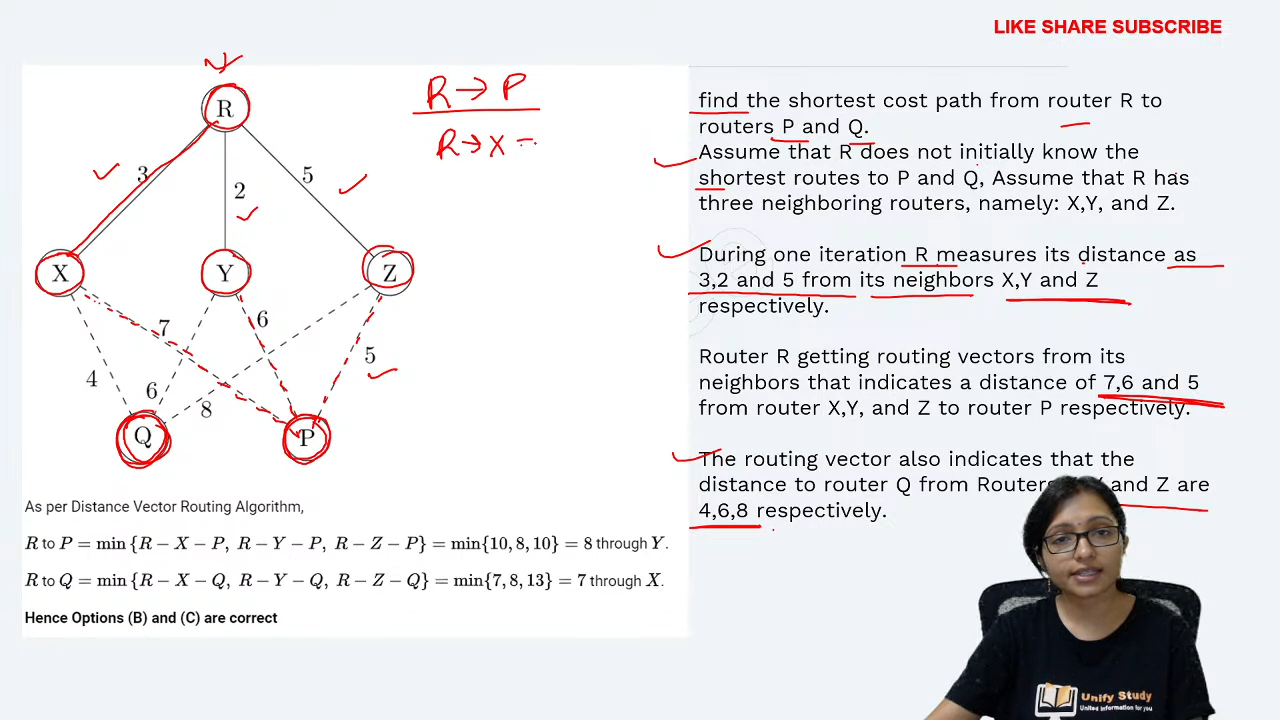 LIKE SHARE SUBSCRIBE
R → P
R → X -
R
3
2
5
X
Y
Z
7
6
5
4
6
8
Q
P
find the shortest cost path from router R to
routers P and Q.
Assume that R does not initially know the
shortest routes to P and Q, Assume that R has
three neighboring routers, namely: X,Y, and Z.
During one iteration R measures its distance as
3,2 and 5 from its neighbors X,Y and Z
respectively.
Router R getting routing vectors from its
neighbors that indicates a distance of 7,6 and 5
from router X,Y, and Z to router P respectively.
The routing vector also indicates that the
distance to router Q from Routers and Z are
4,6,8 respectively.
As per Distance Vector Routing Algorithm,
R to P = min {R − X − P, R − Y − P, R − Z − P} = min{10, 8, 10} = 8 through Y.
R to Q = min {R − X − Q, R − Y − Q, R − Z − Q} = min{7, 8, 13} = 7 through X.
Hence Options (B) and (C) are correct
Unify Study
United information for you